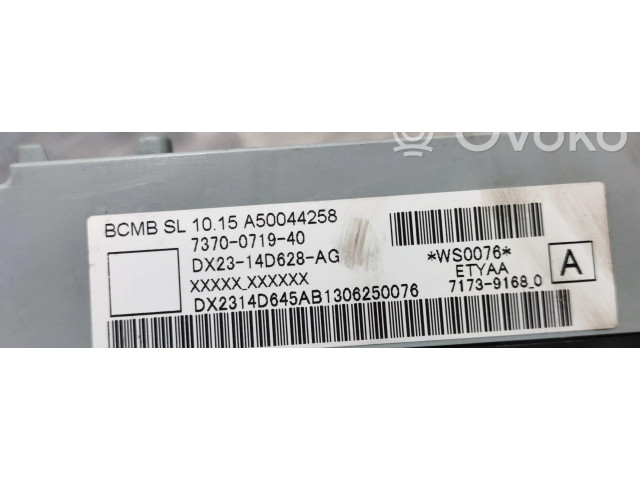 Ovoko
BCMB SL 10.15 A50044258
7370-0719-40
DX23-14D628-AG
XXXXX_XXXXXX
DX2314D645AB1306250076
*WS0076*
ETYAA
7173-9168_0
A